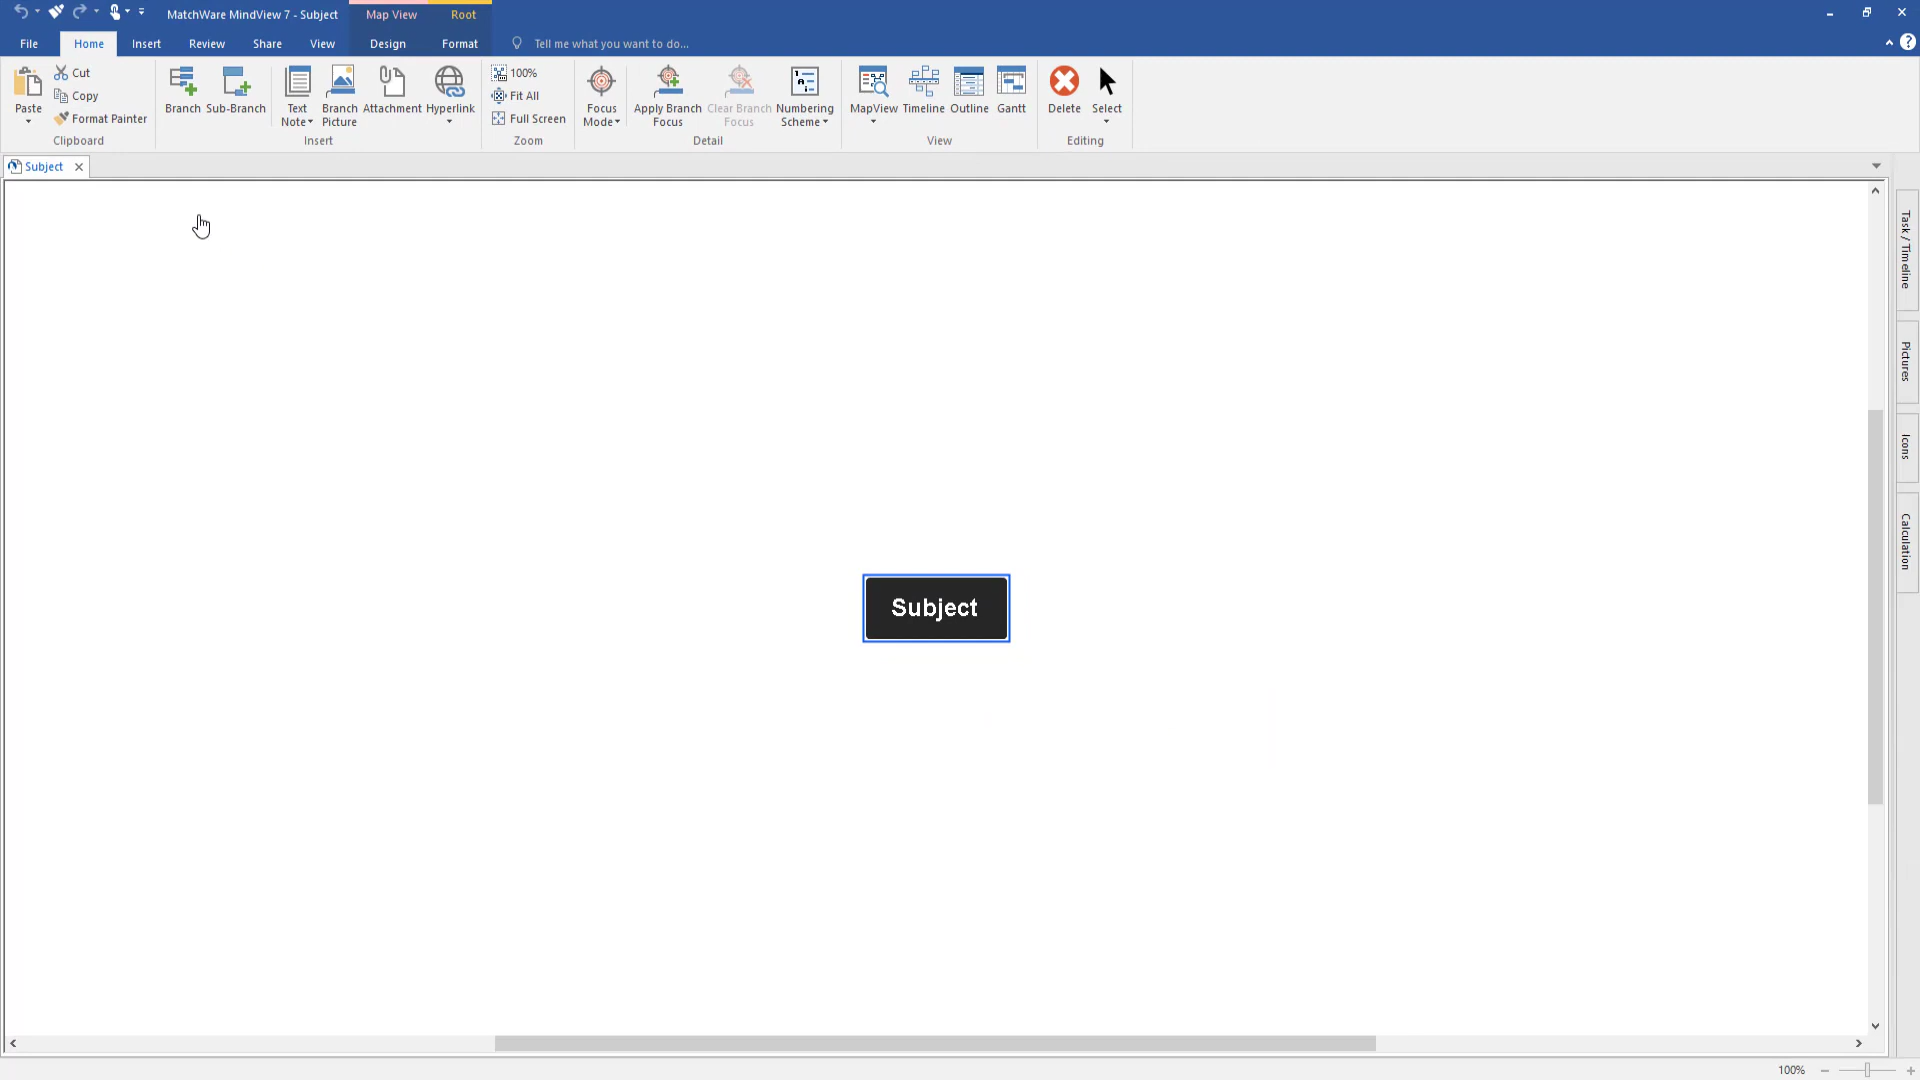 MatchWare MindView 7 - Subject
Map View
Root
File
Home
Insert
Review
Share
View
Design
Format
Tell me what you want to do...
Paste
Cut
Copy
Format Painter
Clipboard
Branch
Sub-Branch
Text
Note
Branch
Picture
Attachment
Hyperlink
Insert
100%
Fit All
Full Screen
Zoom
Focus
Mode
Apply Branch
Focus
Clear Branch
Focus
Numbering
Scheme
Detail
MapView
Timeline
Outline
Gantt
View
Delete
Select
Editing
Subject
Task / Timeline
Pictures
Icons
Calculation
Subject
100%